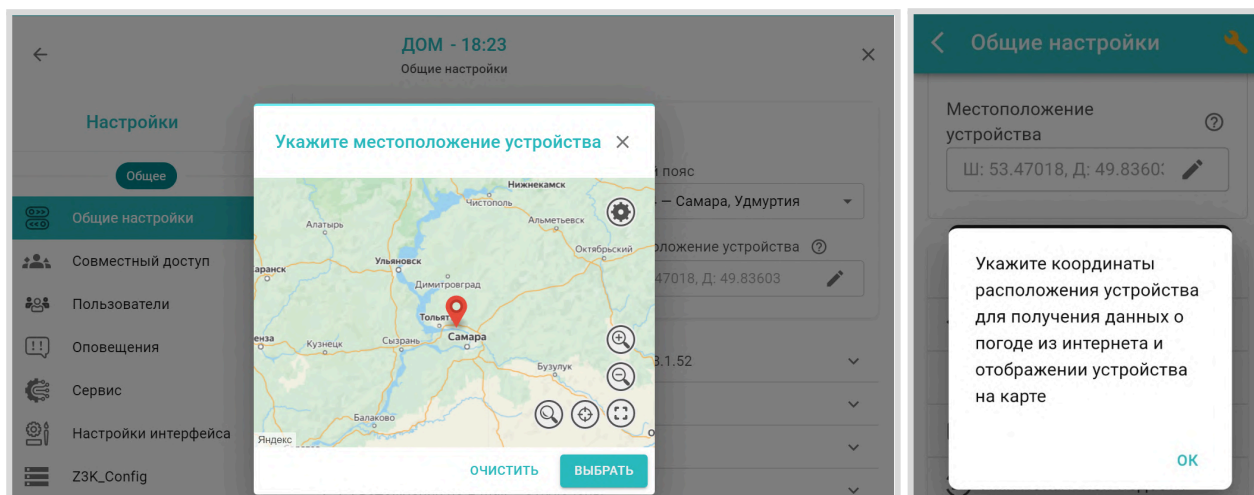 ДОМ - 18:23
Общие настройки
Настройки
Общее
Общие настройки
Совместный доступ
Пользователи
Оповещения
Сервис
Настройки интерфейса
Z3K_Config
пояс
— Самара, Удмуртия
устройства
47018, Д: 49.83603
3.1.52
Укажите местоположение устройства
Нижнекамск
Чистополь
Алатырь
Альметьевск
Октябрьский
Ульяновск
Димитровград
Самара
Кузнецк
Сызрань
Бузулук
Балаково
Яндекс
ОЧИСТИТЬ
ВЫБРАТЬ
Общие настройки
Местоположение
устройства
Ш: 53.47018, Д: 49.8360
Укажите координаты
расположения устройства
для получения данных о
погоде из интернета и
отображении устройства
на карте
ОК